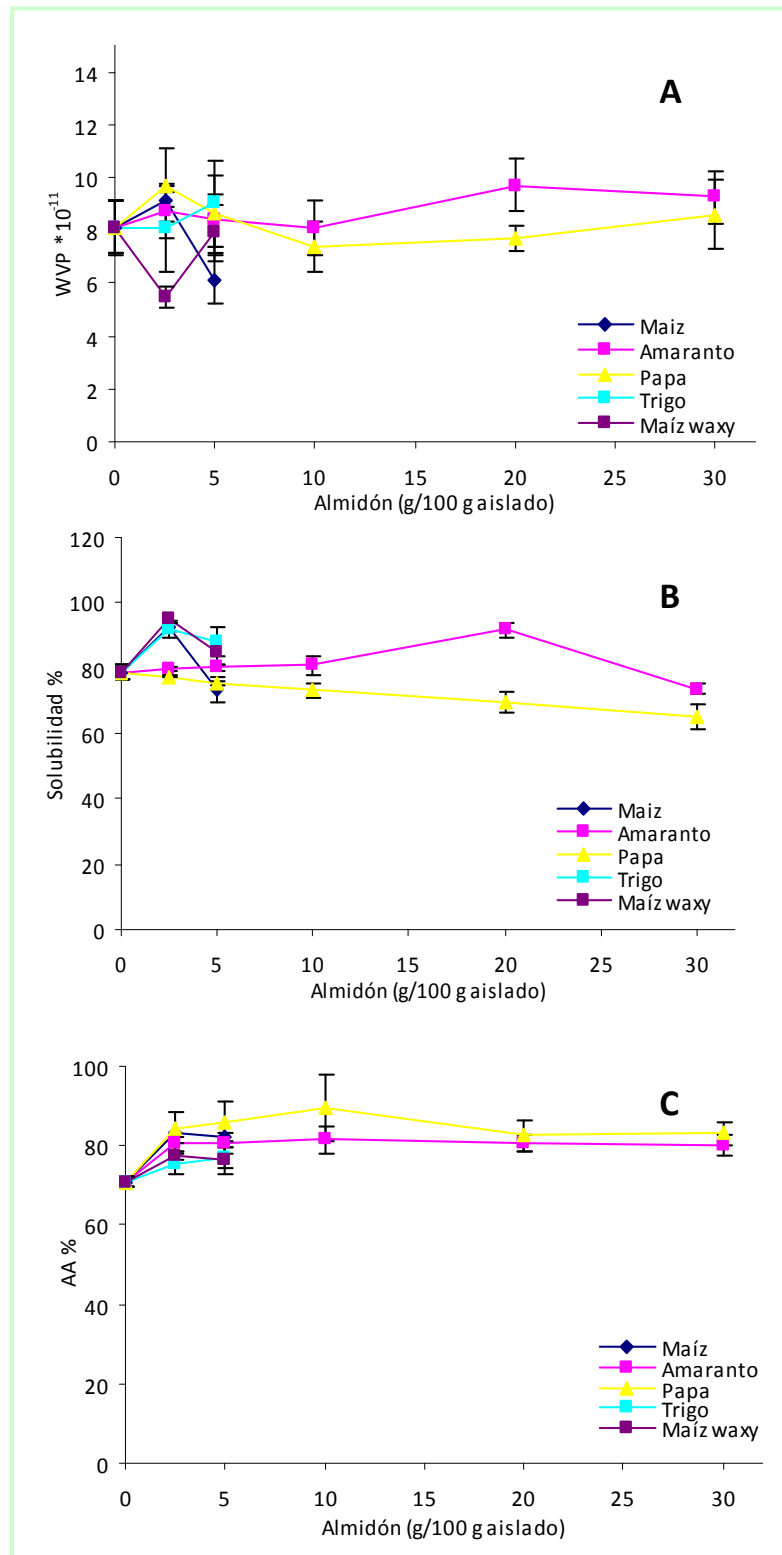 A
14
12
10
8
6
4
2
0
WVP *10-11
Maiz
Amaranto
Papa
Trigo
Maíz waxy
0 5 10 15 20 25 30
Almidón (g/100 g aislado)
B
120
100
80
60
40
20
0
Solubilidad %
Maiz
Amaranto
Papa
Trigo
Maíz waxy
0 5 10 15 20 25 30
Almidón (g/100 g aislado)
C
100
80
60
40
20
0
AA %
Maíz
Amaranto
Papa
Trigo
Maíz waxy
0 5 10 15 20 25 30
Almidón (g/100 g aislado)